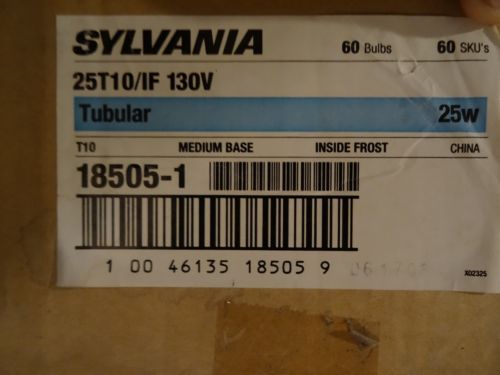 SYLVANIA 60 Bulbs 60 SKU's
25T10/IF 130V
Tubular 25w
T10 MEDIUM BASE INSIDE FROST CHINA
18505-1
1 00 46135 18505 9
X02325